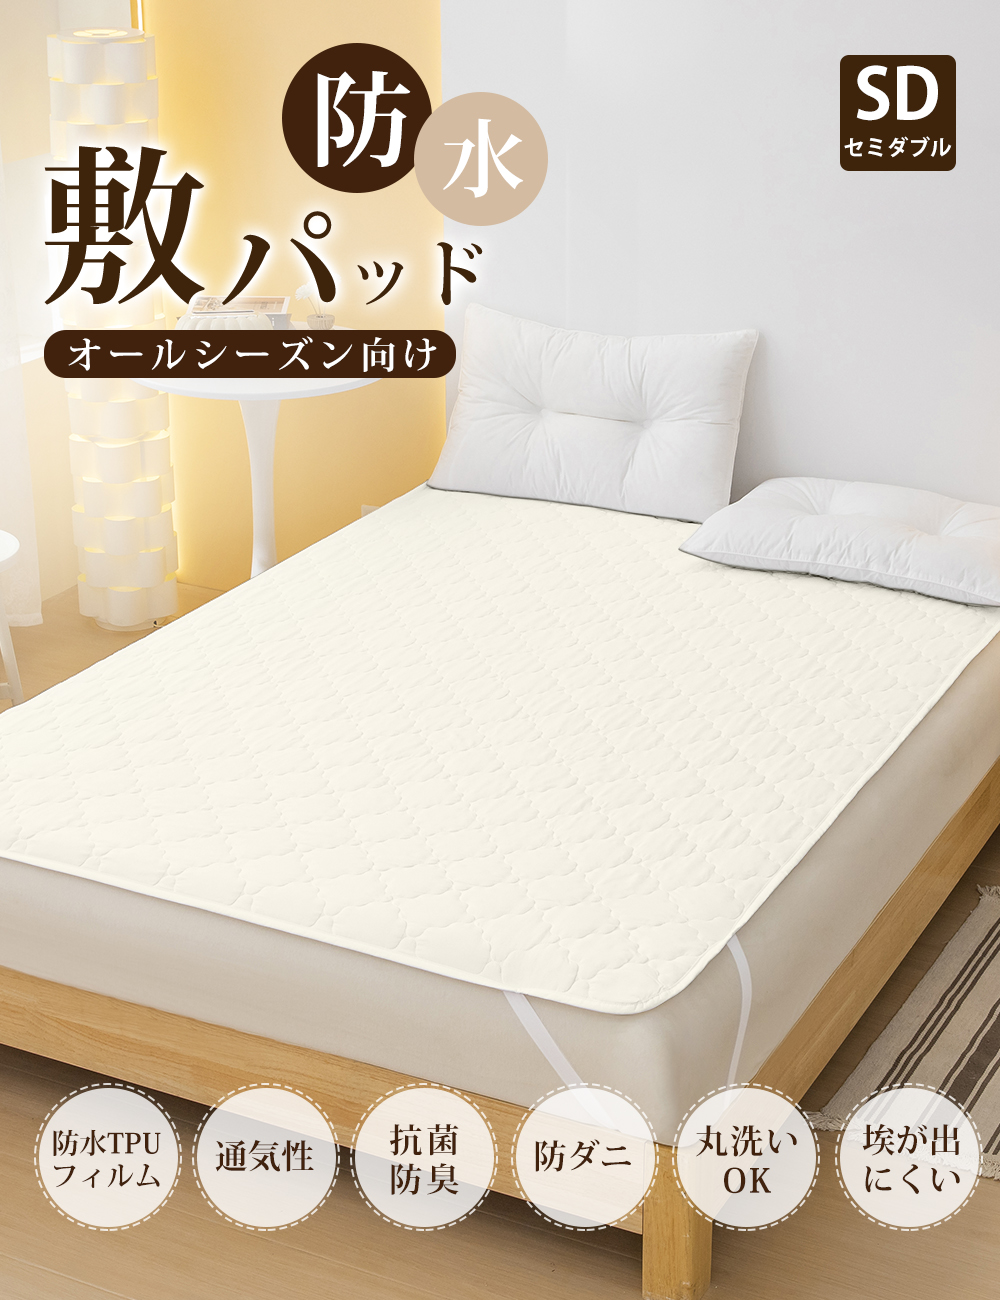 防水
敷パッド
オールシーズン向け
SD
セミダブル
防水TPU
フィルム
通気性
抗菌
防臭
防ダニ
丸洗い
OK
埃が出
にくい